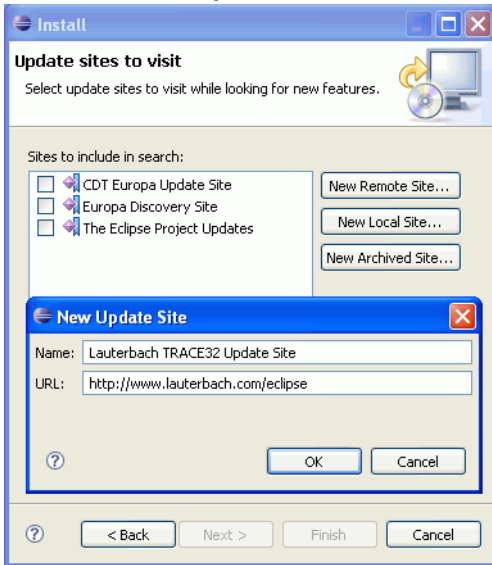 Install
Update sites to visit
Select update sites to visit while looking for new features.
Sites to include in search:
CDT Europa Update Site
Europa Discovery Site
The Eclipse Project Updates
New Remote Site...
New Local Site...
New Archived Site...
New Update Site
Name: Lauterbach TRACE32 Update Site
URL: http://www.lauterbach.com/eclipse
? OK Cancel
? < Back Next > Finish Cancel